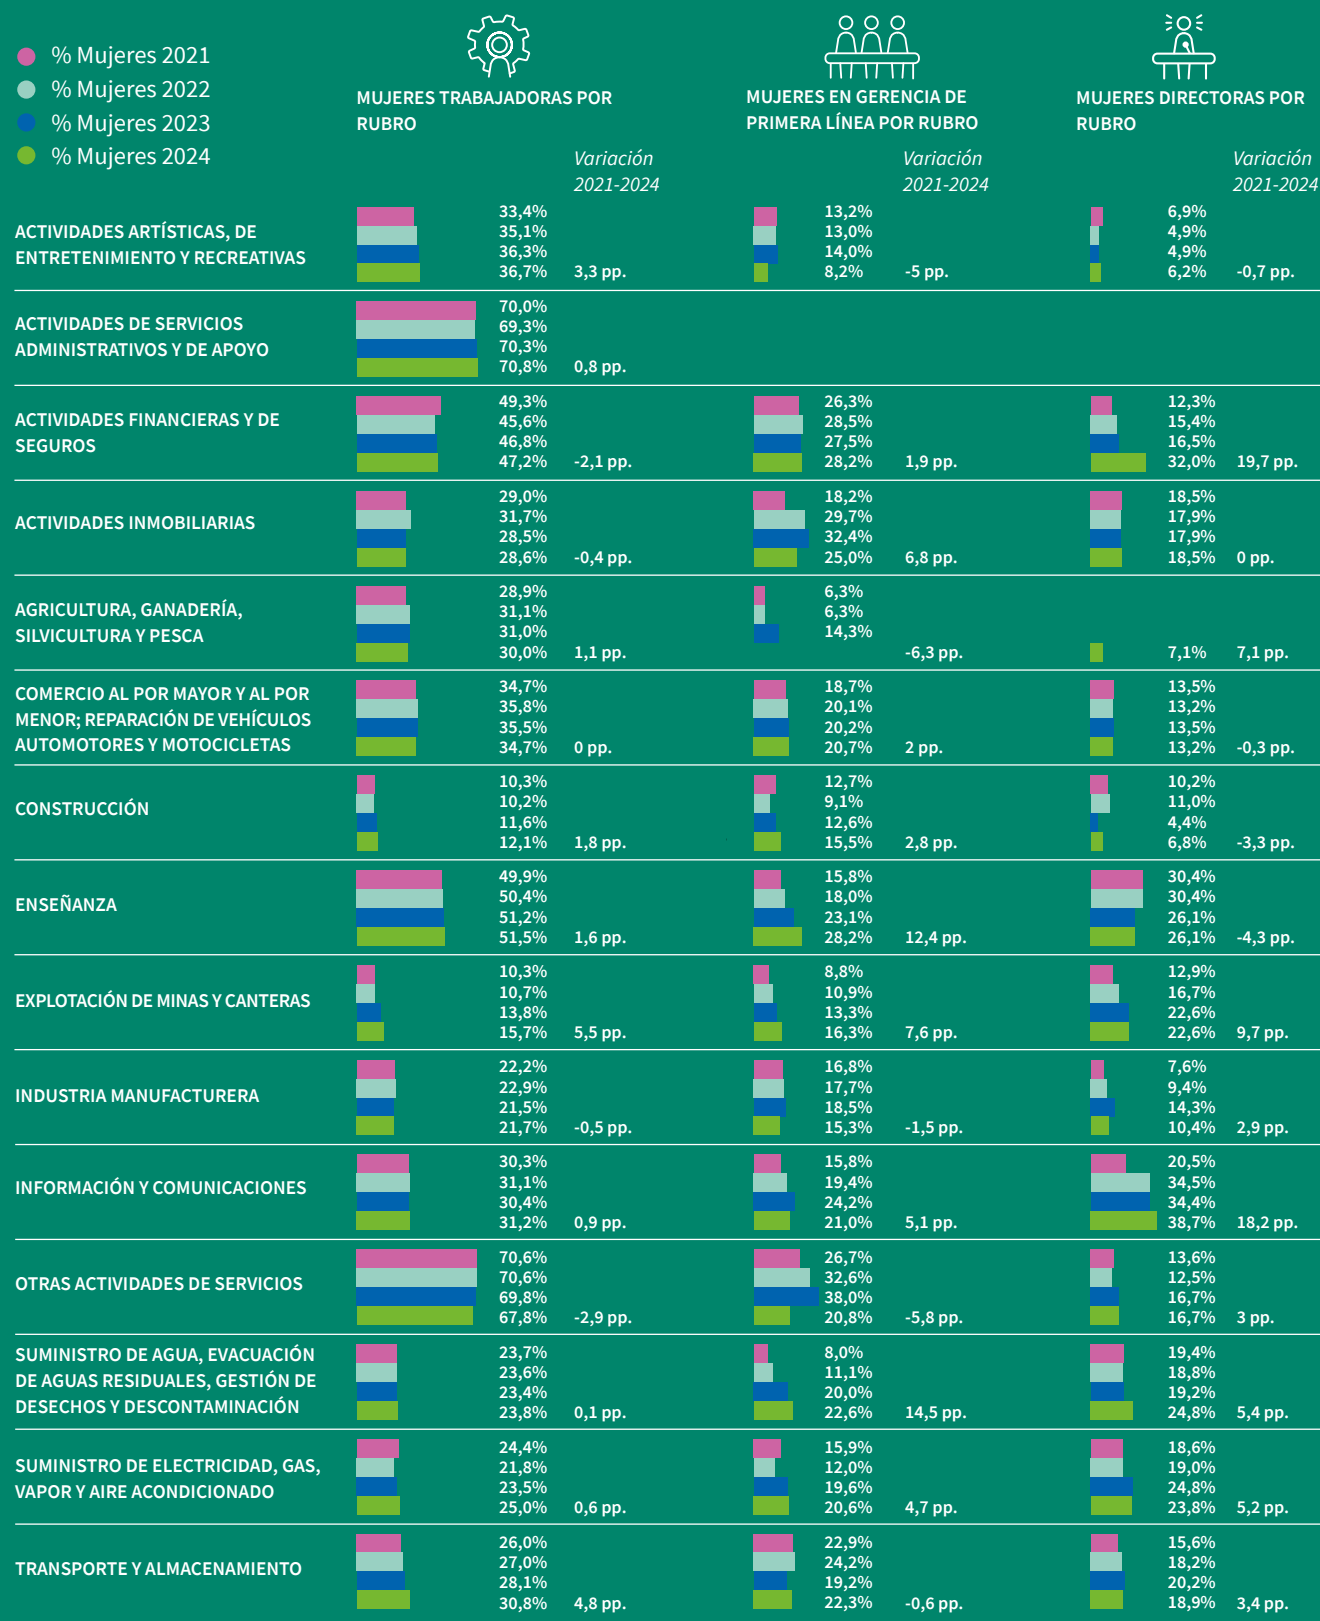 % Mujeres 2021
% Mujeres 2022
% Mujeres 2023
% Mujeres 2024
MUJERES TRABAJADORAS POR
RUBRO
Variación
2021-2024
MUJERES EN GERENCIA DE
PRIMERA LÍNEA POR RUBRO
Variación
2021-2024
MUJERES DIRECTORAS POR
RUBRO
Variación
2021-2024
ACTIVIDADES ARTÍSTICAS, DE
ENTRETENIMIENTO Y RECREATIVAS
33,4% 13,2% 6,9%
35,1% 13,0% 4,9%
36,3% 14,0% 4,9%
36,7% 3,3 pp. 8,2% -5 pp. 6,2% -0,7 pp.
ACTIVIDADES DE SERVICIOS
ADMINISTRATIVOS Y DE APOYO
70,0%
69,3%
70,3%
70,8% 0,8 pp.
ACTIVIDADES FINANCIERAS Y DE
SEGUROS
49,3% 26,3% 12,3%
45,6% 28,5% 15,4%
46,8% 27,5% 16,5%
47,2% -2,1 pp. 28,2% 1,9 pp. 32,0% 19,7 pp.
ACTIVIDADES INMOBILIARIAS
29,0% 18,2% 18,5%
31,7% 29,7% 17,9%
28,5% 32,4% 17,9%
28,6% -0,4 pp. 25,0% 6,8 pp. 18,5% 0 pp.
AGRICULTURA, GANADERÍA,
SILVICULTURA Y PESCA
28,9% 6,3%
31,1% 6,3%
31,0% 14,3%
30,0% 1,1 pp. -6,3 pp. 7,1% 7,1 pp.
COMERCIO AL POR MAYOR Y AL POR
MENOR; REPARACIÓN DE VEHÍCULOS
AUTOMOTORES Y MOTOCICLETAS
34,7% 18,7% 13,5%
35,8% 20,1% 13,2%
35,5% 20,2% 13,5%
34,7% 0 pp. 20,7% 2 pp. 13,2% -0,3 pp.
CONSTRUCCIÓN
10,3% 12,7% 10,2%
10,2% 9,1% 11,0%
11,6% 12,6% 4,4%
12,1% 1,8 pp. 15,5% 2,8 pp. 6,8% -3,3 pp.
ENSEÑANZA
49,9% 15,8% 30,4%
50,4% 18,0% 30,4%
51,2% 23,1% 26,1%
51,5% 1,6 pp. 28,2% 12,4 pp. 26,1% -4,3 pp.
EXPLOTACIÓN DE MINAS Y CANTERAS
10,3% 8,8% 12,9%
10,7% 10,9% 16,7%
13,8% 13,3% 22,6%
15,7% 5,5 pp. 16,3% 7,6 pp. 22,6% 9,7 pp.
INDUSTRIA MANUFACTURERA
22,2% 16,8% 7,6%
22,9% 17,7% 9,4%
21,5% 18,5% 14,3%
21,7% -0,5 pp. 15,3% -1,5 pp. 10,4% 2,9 pp.
INFORMACIÓN Y COMUNICACIONES
30,3% 15,8% 20,5%
31,1% 19,4% 34,5%
30,4% 24,2% 34,4%
31,2% 0,9 pp. 21,0% 5,1 pp. 38,7% 18,2 pp.
OTRAS ACTIVIDADES DE SERVICIOS
70,6% 26,7% 13,6%
70,6% 32,6% 12,5%
69,8% 38,0% 16,7%
67,8% -2,9 pp. 20,8% -5,8 pp. 16,7% 3 pp.
SUMINISTRO DE AGUA, EVACUACIÓN
DE AGUAS RESIDUALES, GESTIÓN DE
DESECHOS Y DESCONTAMINACIÓN
23,7% 8,0% 19,4%
23,6% 11,1% 18,8%
23,4% 20,0% 19,2%
23,8% 0,1 pp. 22,6% 14,5 pp. 24,8% 5,4 pp.
SUMINISTRO DE ELECTRICIDAD, GAS,
VAPOR Y AIRE ACONDICIONADO
24,4% 15,9% 18,6%
21,8% 12,0% 19,0%
23,5% 19,6% 24,8%
25,0% 0,6 pp. 20,6% 4,7 pp. 23,8% 5,2 pp.
TRANSPORTE Y ALMACENAMIENTO
26,0% 22,9% 15,6%
27,0% 24,2% 18,2%
28,1% 19,2% 20,2%
30,8% 4,8 pp. 22,3% -0,6 pp. 18,9% 3,4 pp.